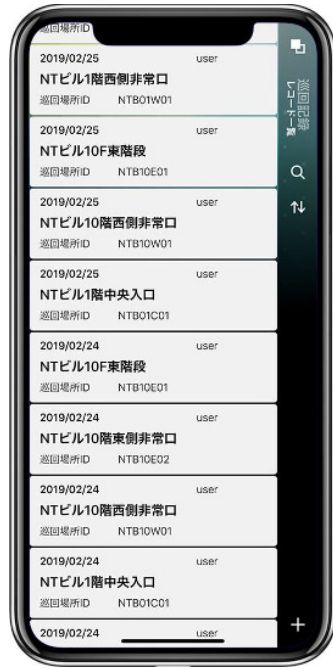 巡回場所ID
2019/02/25 user
NTビル1階西側非常口
巡回場所ID NTB01W01
2019/02/25 user
NTビル10F東階段
巡回場所ID NTB10E01
2019/02/25 user
NTビル10階西側非常口
巡回場所ID NTB10W01
2019/02/25 user
NTビル1階中央入口
巡回場所ID NTB01C01
2019/02/24 user
NTビル10F東階段
巡回場所ID NTB10E01
2019/02/24 user
NTビル10階東側非常口
巡回場所ID NTB10E02
2019/02/24 user
NTビル10階西側非常口
巡回場所ID NTB10W01
2019/02/24 user
NTビル1階中央入口
巡回場所ID NTB01C01
2019/02/24 user
巡回記録
レコード一覧